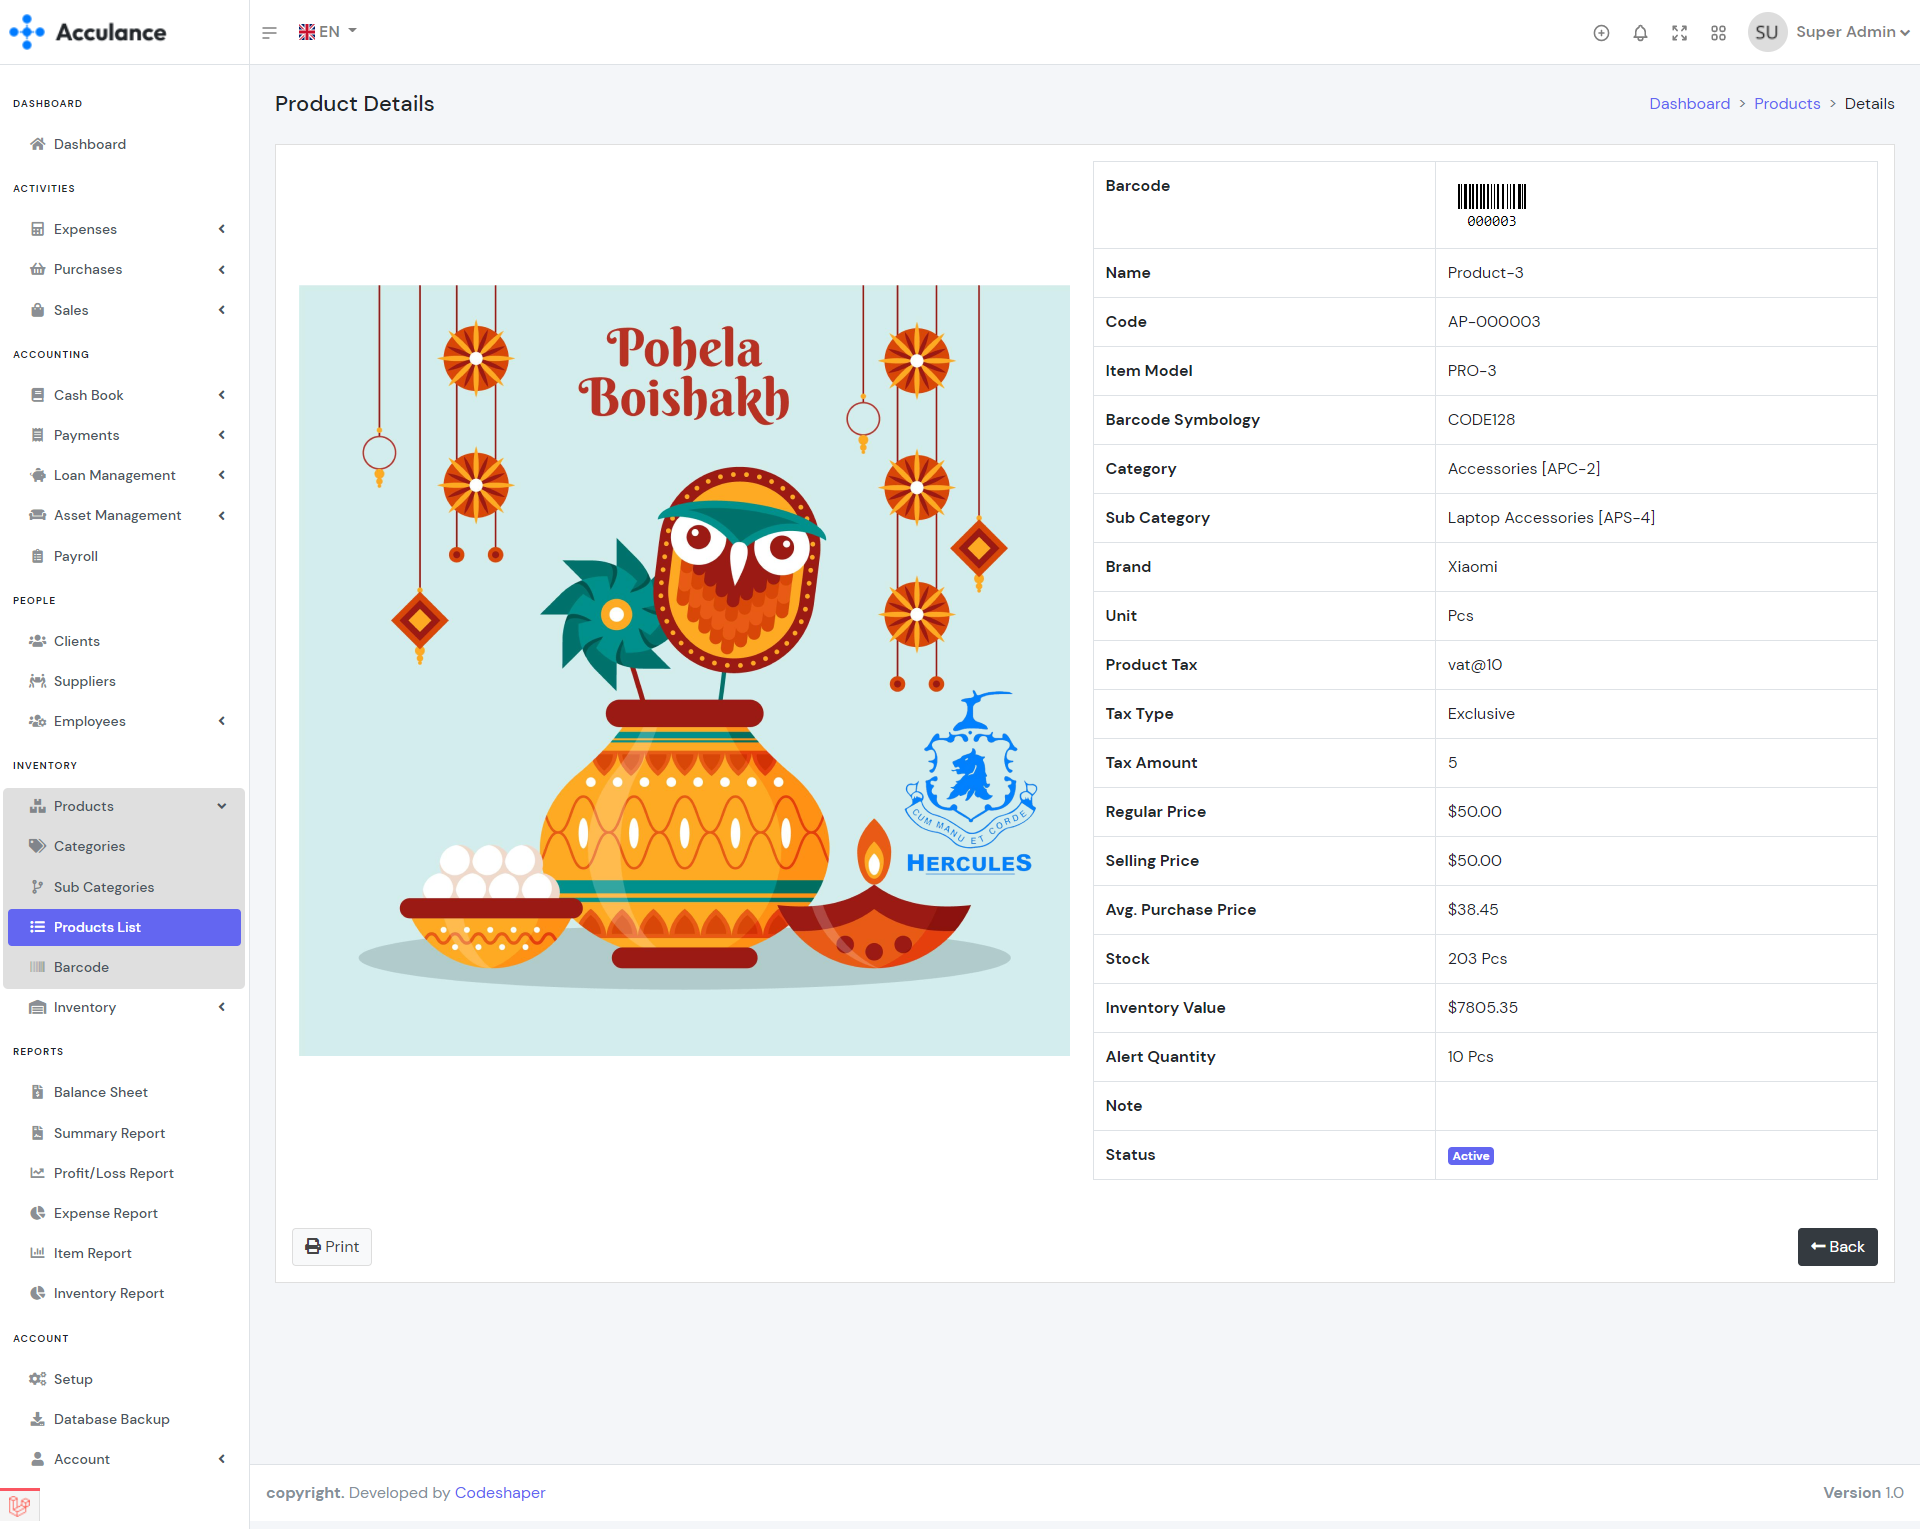 Acculance
EN
SU Super Admin
DASHBOARD
Dashboard
ACTIVITIES
Expenses
Purchases
Sales
ACCOUNTING
Cash Book
Payments
Loan Management
Asset Management
Payroll
PEOPLE
Clients
Suppliers
Employees
INVENTORY
Products
Categories
Sub Categories
Products List
Barcode
Inventory
REPORTS
Balance Sheet
Summary Report
Profit/Loss Report
Expense Report
Item Report
Inventory Report
ACCOUNT
Setup
Database Backup
Account
Product Details
Dashboard > Products > Details
Pohela
Boishakh
CUM MANU ET CORDE
HERCULES
Barcode
000003
Name Product-3
Code AP-000003
Item Model PRO-3
Barcode Symbology CODE128
Category Accessories [APC-2]
Sub Category Laptop Accessories [APS-4]
Brand Xiaomi
Unit Pcs
Product Tax vat@10
Tax Type Exclusive
Tax Amount 5
Regular Price $50.00
Selling Price $50.00
Avg. Purchase Price $38.45
Stock 203 Pcs
Inventory Value $7805.35
Alert Quantity 10 Pcs
Note
Status Active
Print
Back
copyright. Developed by Codeshaper
Version 1.0